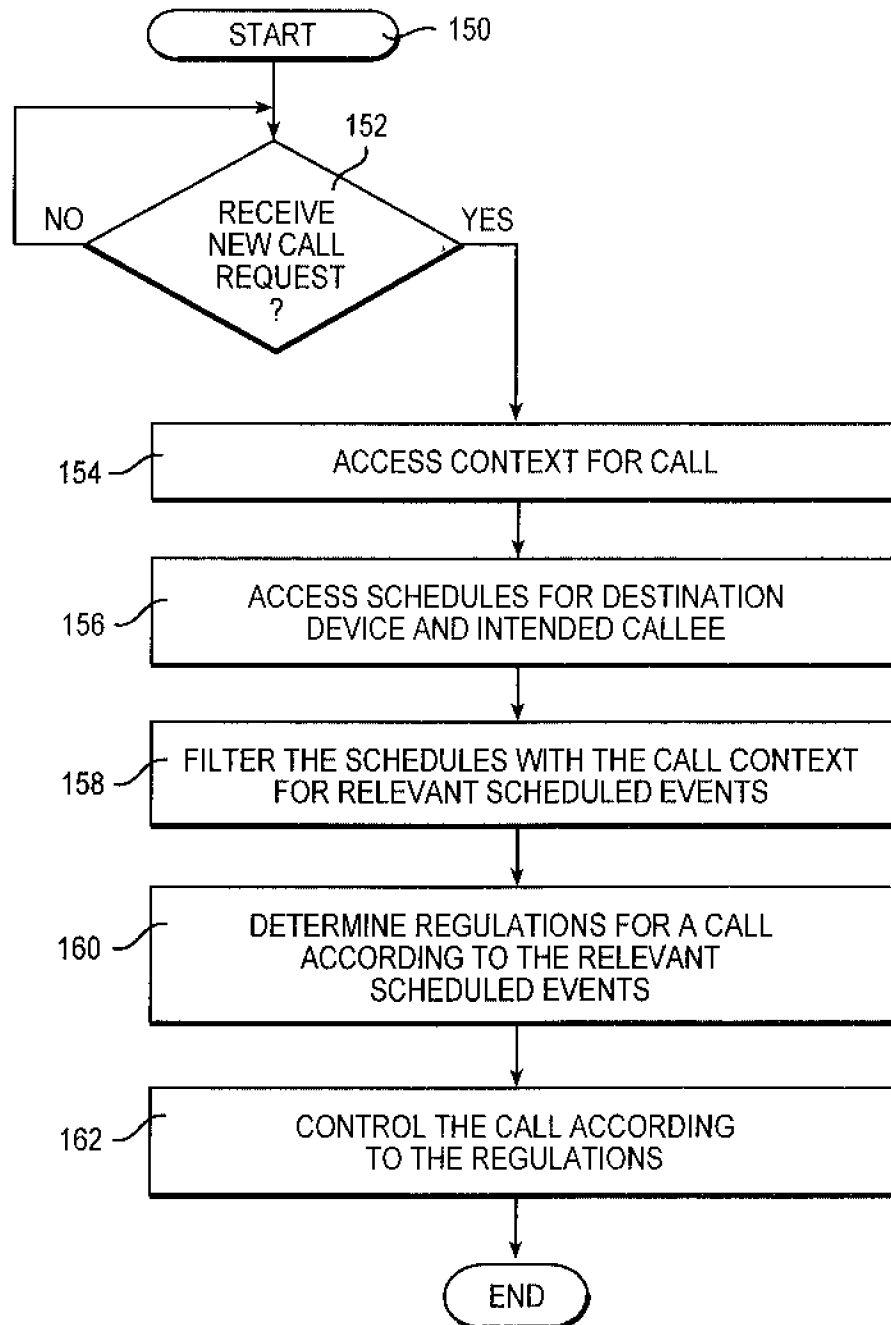 START
150
152
NO
RECEIVE
NEW CALL
REQUEST
?
YES
154
ACCESS CONTEXT FOR CALL
156
ACCESS SCHEDULES FOR DESTINATION
DEVICE AND INTENDED CALLEE
158
FILTER THE SCHEDULES WITH THE CALL CONTEXT
FOR RELEVANT SCHEDULED EVENTS
160
DETERMINE REGULATIONS FOR A CALL
ACCORDING TO THE RELEVANT
SCHEDULED EVENTS
162
CONTROL THE CALL ACCORDING
TO THE REGULATIONS
END